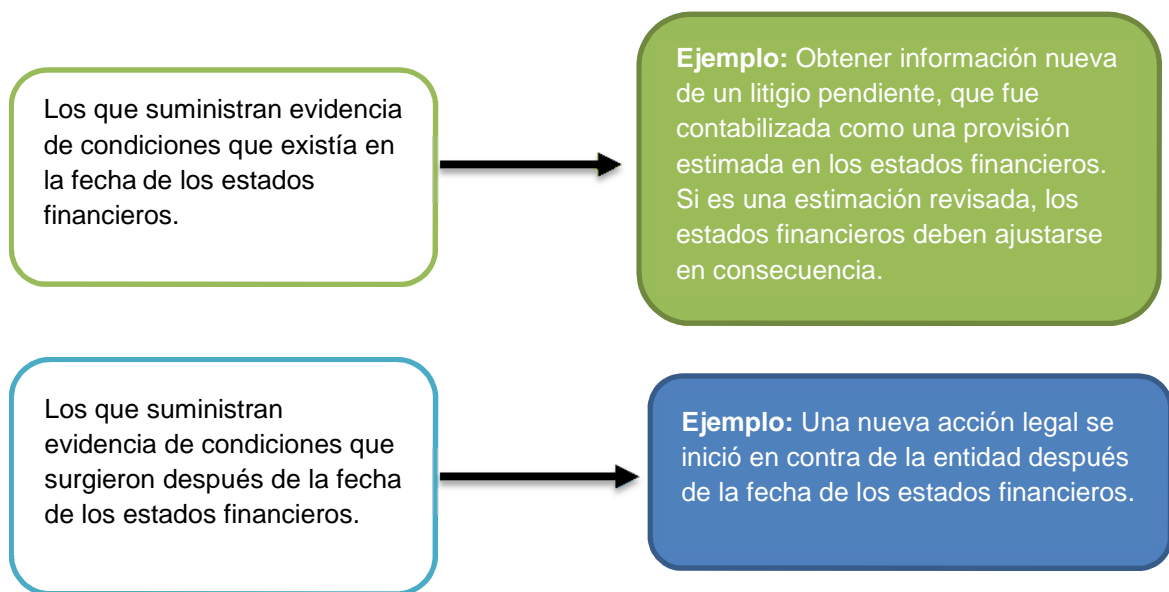 Los que suministran evidencia
de condiciones que existía en
la fecha de los estados
financieros.
Ejemplo: Obtener información nueva
de un litigio pendiente, que fue
contabilizada como una provisión
estimada en los estados financieros.
Si es una estimación revisada, los
estados financieros deben ajustarse
en consecuencia.
Los que suministran
evidencia de condiciones que
surgieron después de la fecha
de los estados financieros.
Ejemplo: Una nueva acción legal se
inició en contra de la entidad después
de la fecha de los estados financieros.